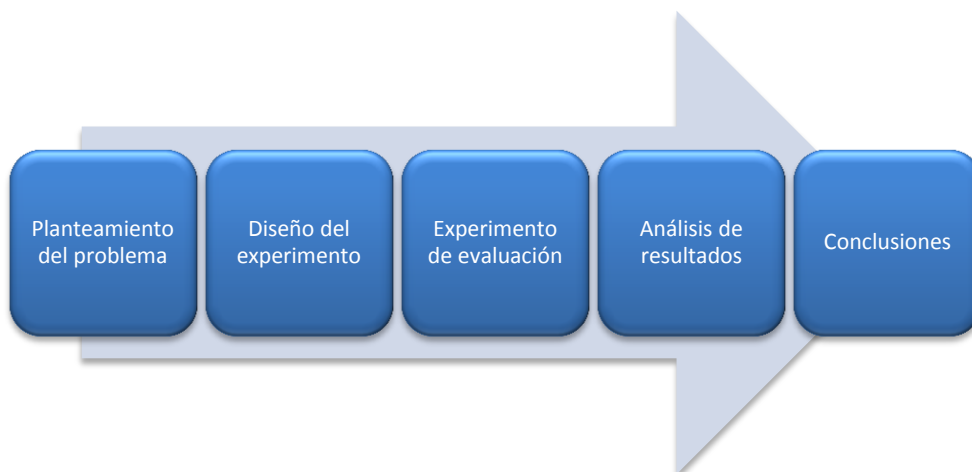 Planteamiento
del problema
Diseño del
experimento
Experimento
de evaluación
Análisis de
resultados
Conclusiones